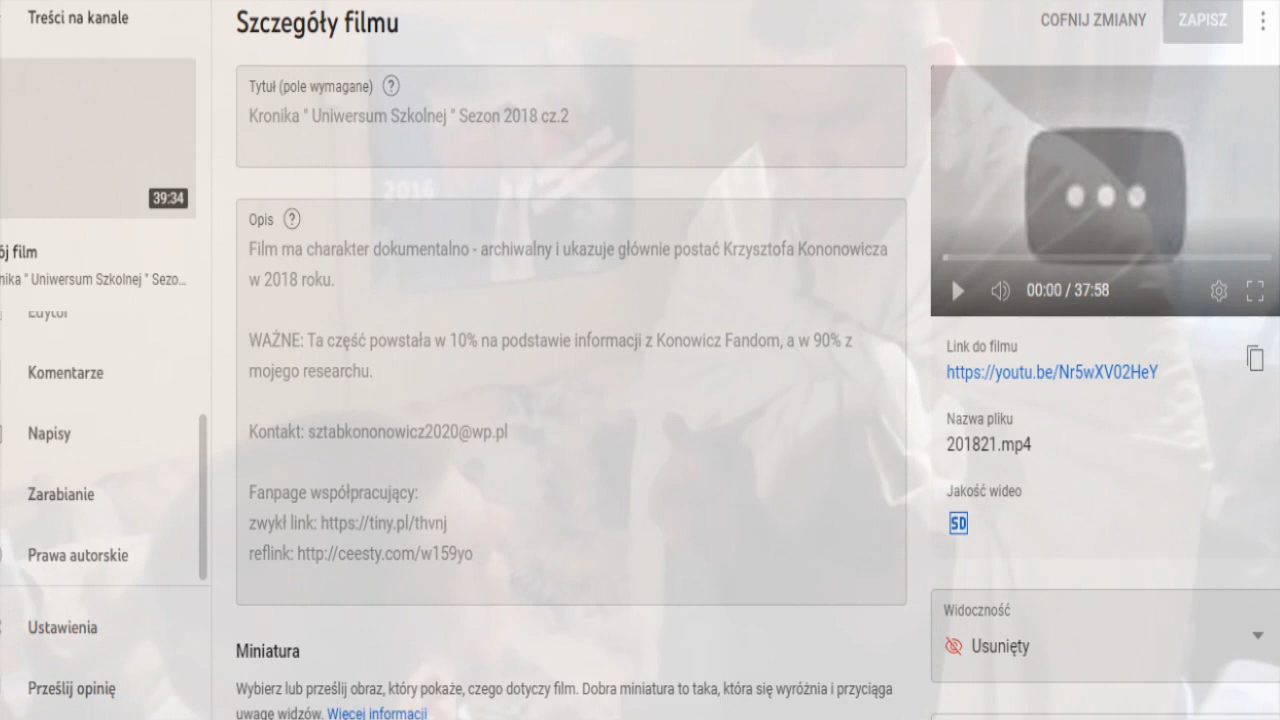 Treści na kanale
39:34
ój film
nika " Uniwersum Szkolnej " Sezo...
Edytor
Komentarze
Napisy
Zarabianie
Prawa autorskie
Ustawienia
Prześlij opinię
Szczegóły filmu
COFNIJ ZMIANY
ZAPISZ
Tytuł (pole wymagane) ?
Kronika " Uniwersum Szkolnej " Sezon 2018 cz.2
2016
Opis ?
Film ma charakter dokumentalno - archiwalny i ukazuje głównie postać Krzysztofa Kononowicza
w 2018 roku.
WAŻNE: Ta część powstała w 10% na podstawie informacji z Konowicz Fandom, a w 90% z
mojego researchu.
Kontakt: sztabkononowicz2020@wp.pl
Fanpage współpracujący:
zwykł link: https://tiny.pl/thvnj
reflink: http://ceesty.com/w159yo
Miniatura
Wybierz lub prześlij obraz, który pokaże, czego dotyczy film. Dobra miniatura to taka, która się wyróżnia i przyciąga
uwagę widzów. Więcej informacji
00:00 / 37:58
Link do filmu
https://youtu.be/Nr5wXV02HeY
Nazwa pliku
201821.mp4
Jakość wideo
SD
Widoczność
Usunięty